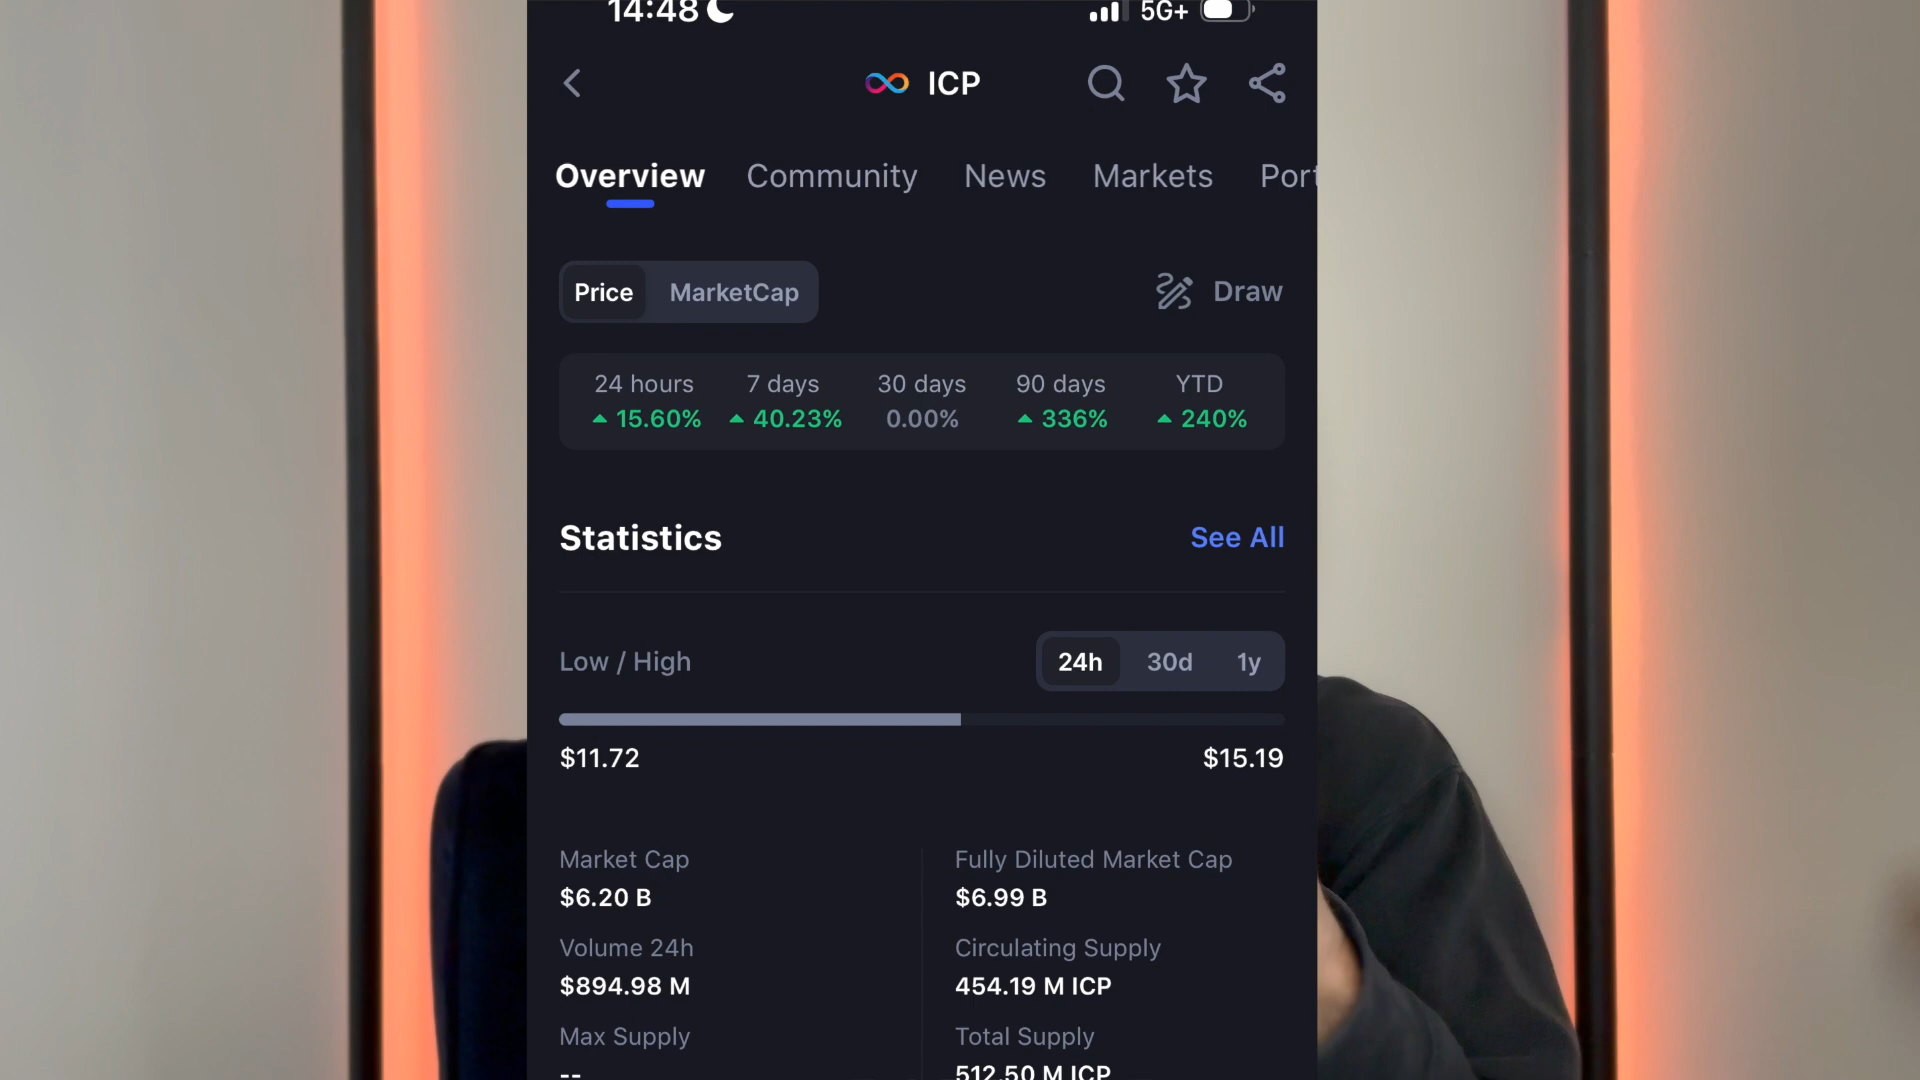 14:48 5G+
ICP
Overview Community News Markets Port
Price MarketCap Draw
24 hours 7 days 30 days 90 days YTD
15.60% 40.23% 0.00% 336% 240%
Statistics See All
Low / High 24h 30d 1y
$11.72 $15.19
Market Cap Fully Diluted Market Cap
$6.20 B $6.99 B
Volume 24h Circulating Supply
$894.98 M 454.19 M ICP
Max Supply Total Supply
-- 512.50 M ICP